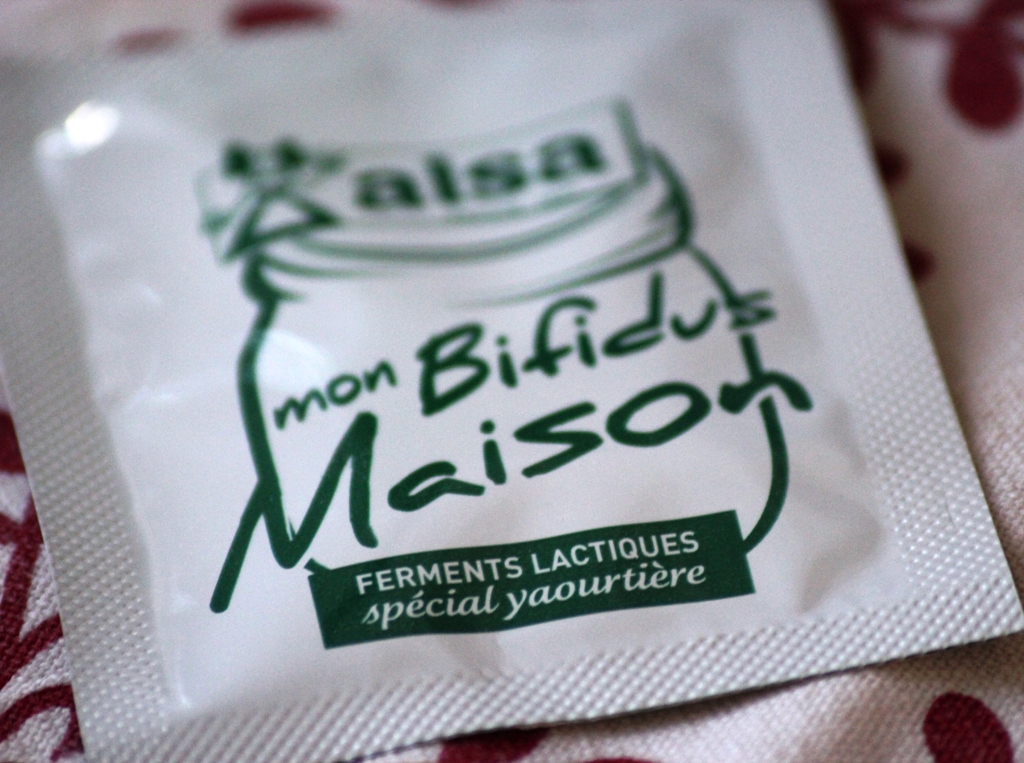 alsa
mon Bifidus
Maison
FERMENTS LACTIQUES
spécial yaourtière